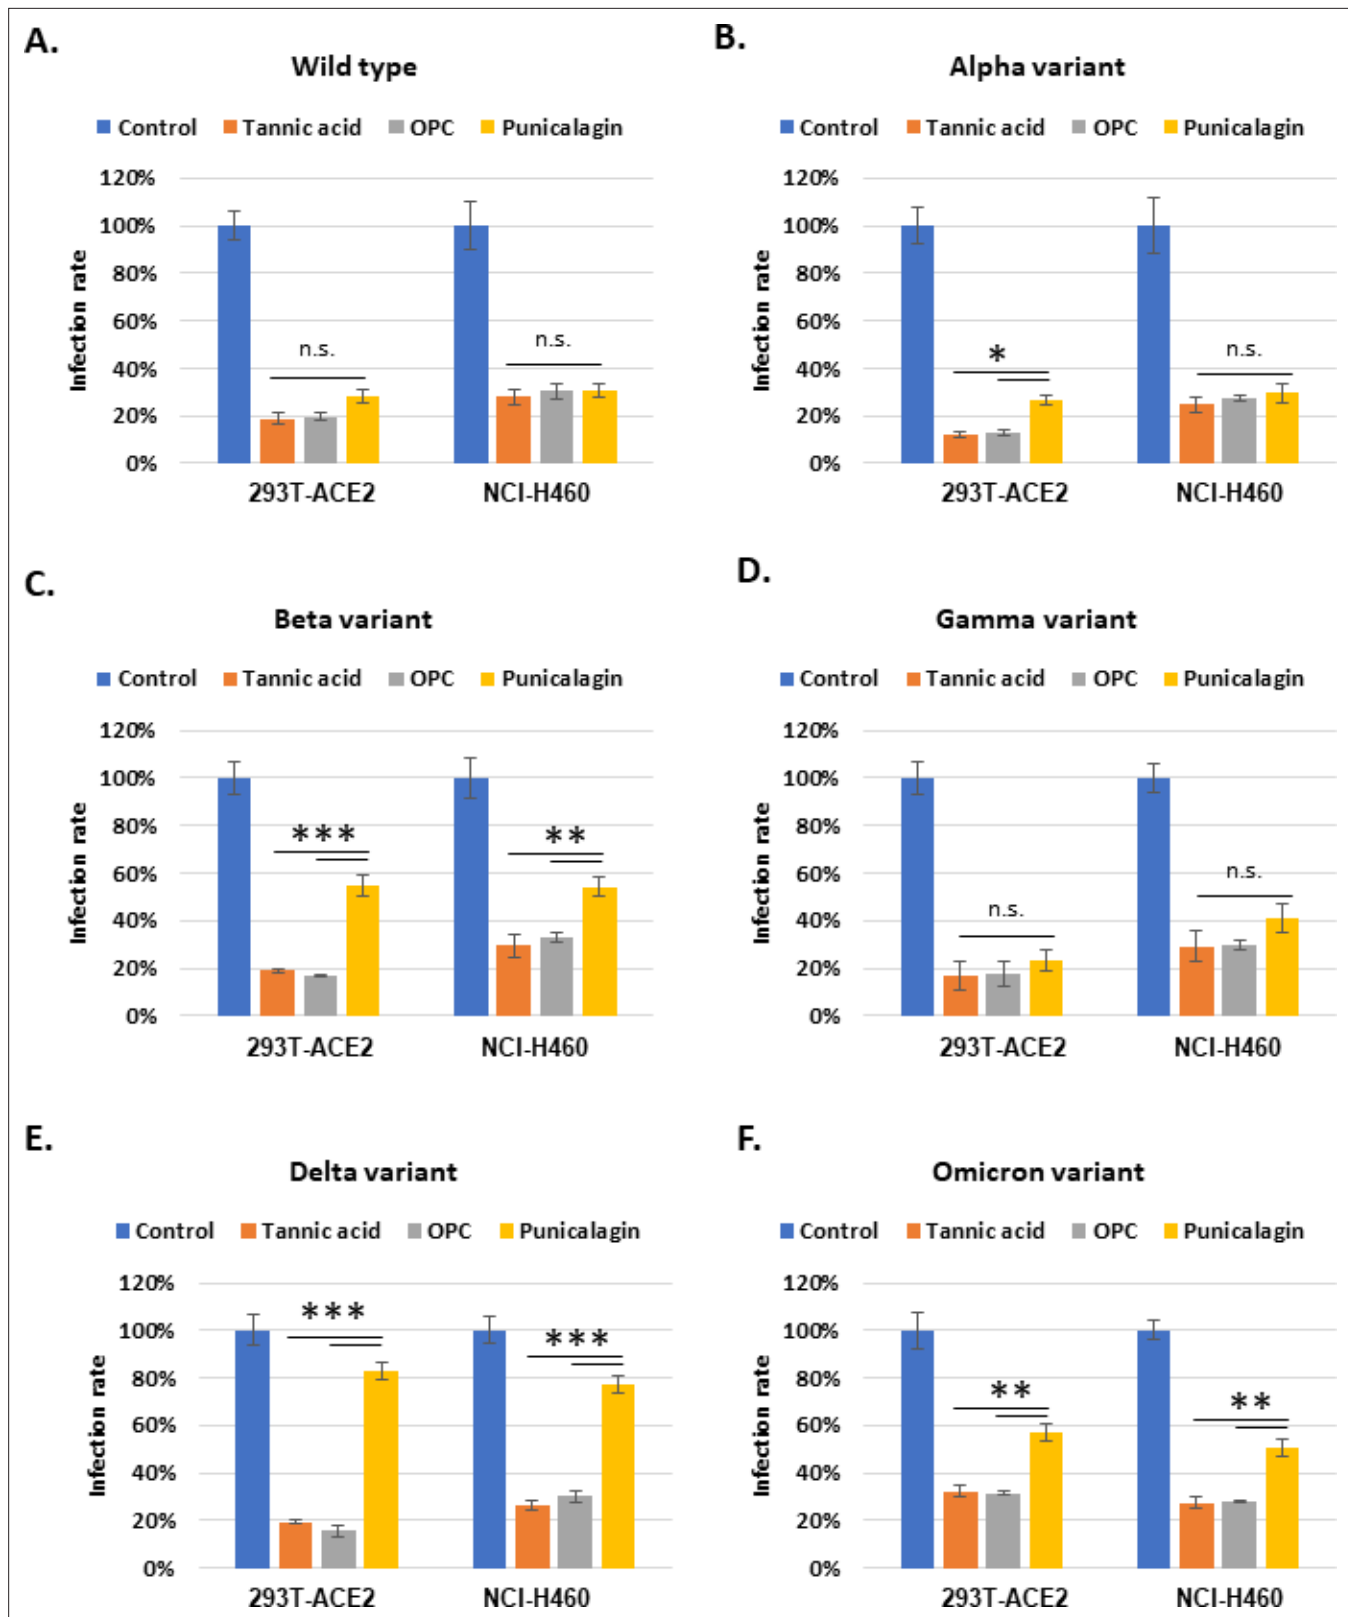 A.
Wild type
Control Tannic acid OPC Punicalagin
120%
100%
80%
60%
40%
20%
0%
Infection rate
n.s.
n.s.
293T-ACE2 NCI-H460
B.
Alpha variant
Control Tannic acid OPC Punicalagin
120%
100%
80%
60%
40%
20%
0%
Infection rate
*
n.s.
293T-ACE2 NCI-H460
C.
Beta variant
Control Tannic acid OPC Punicalagin
120%
100%
80%
60%
40%
20%
0%
Infection rate
***
**
293T-ACE2 NCI-H460
D.
Gamma variant
Control Tannic acid OPC Punicalagin
120%
100%
80%
60%
40%
20%
0%
Infection rate
n.s.
n.s.
293T-ACE2 NCI-H460
E.
Delta variant
Control Tannic acid OPC Punicalagin
120%
100%
80%
60%
40%
20%
0%
Infection rate
***
***
293T-ACE2 NCI-H460
F.
Omicron variant
Control Tannic acid OPC Punicalagin
120%
100%
80%
60%
40%
20%
0%
Infection rate
**
**
293T-ACE2 NCI-H460